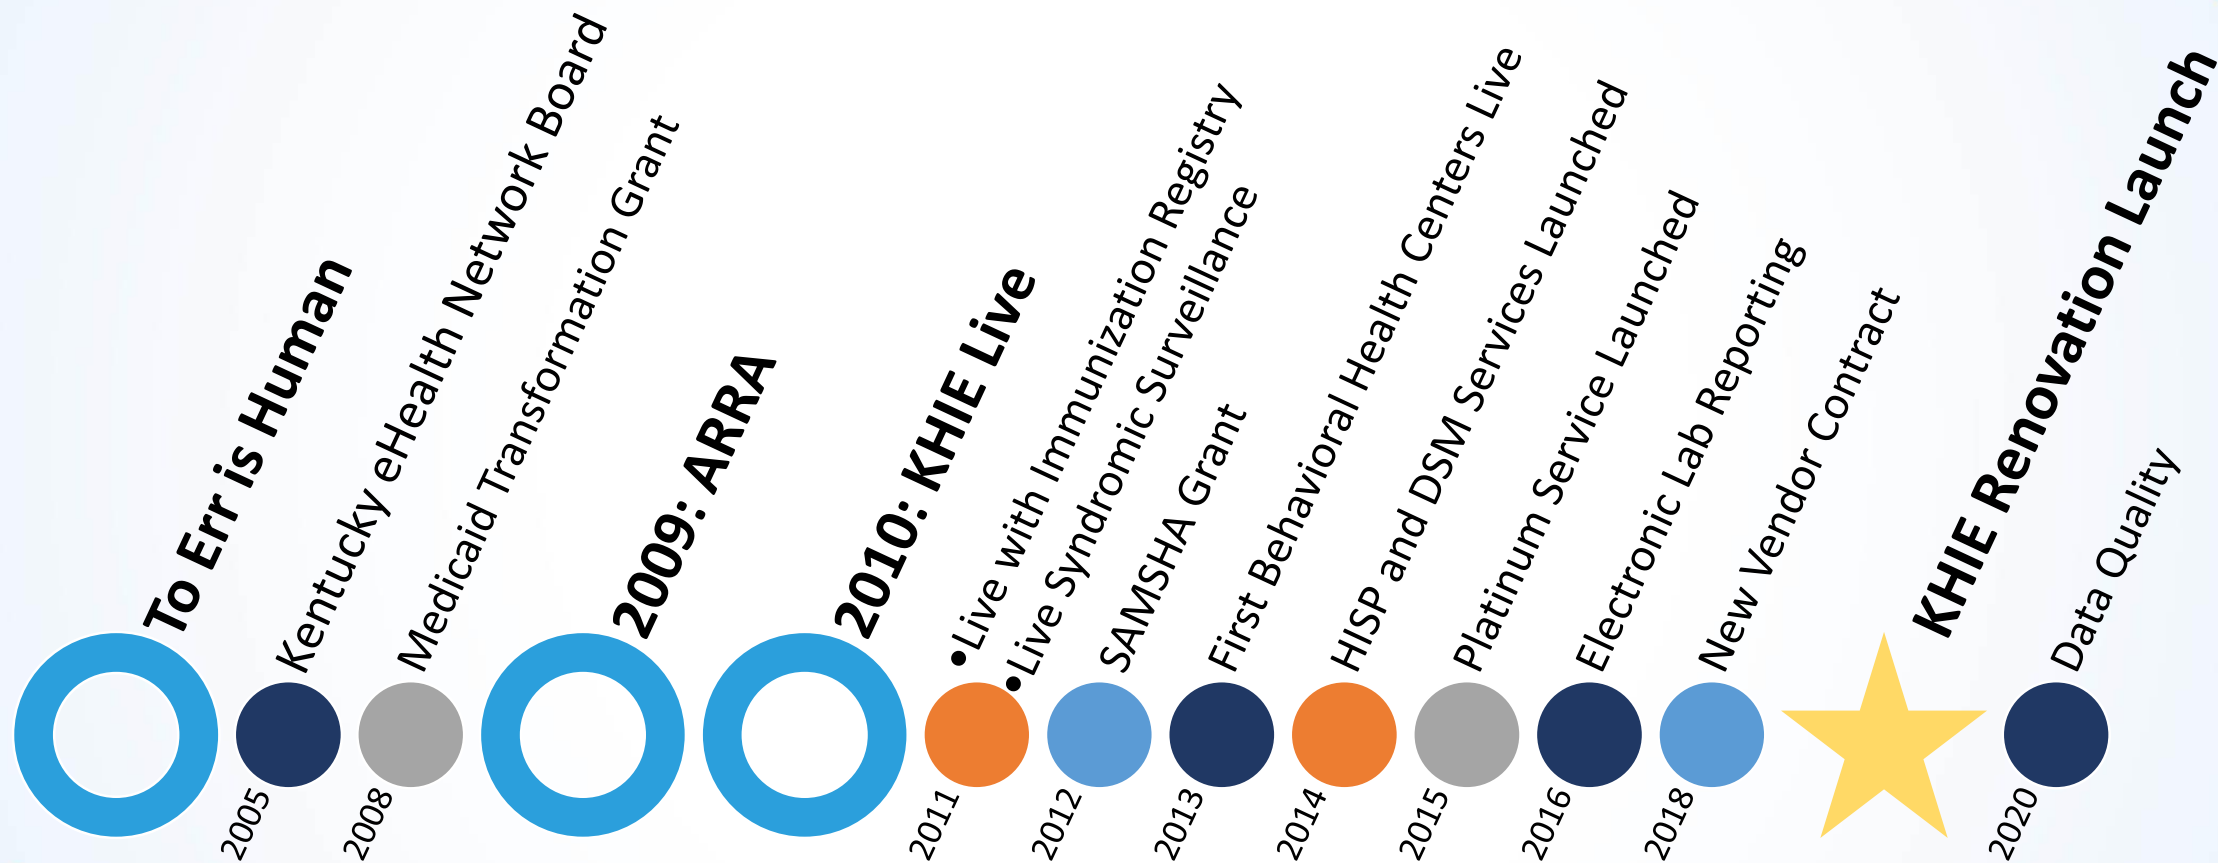 To Err is Human
Kentucky eHealth Network Board
2005
Medicaid Transformation Grant
2008
2009: ARRA
2010: KHIE Live
•Live with Immunization Registry
•Live Syndromic Surveillance
2011
SAMSHA Grant
2012
First Behavioral Health Centers Live
2013
HISP and DSM Services Launched
2014
Platinum Service Launched
2015
Electronic Lab Reporting
2016
New Vendor Contract
2018
KHIE Renovation Launch
Data Quality
2020